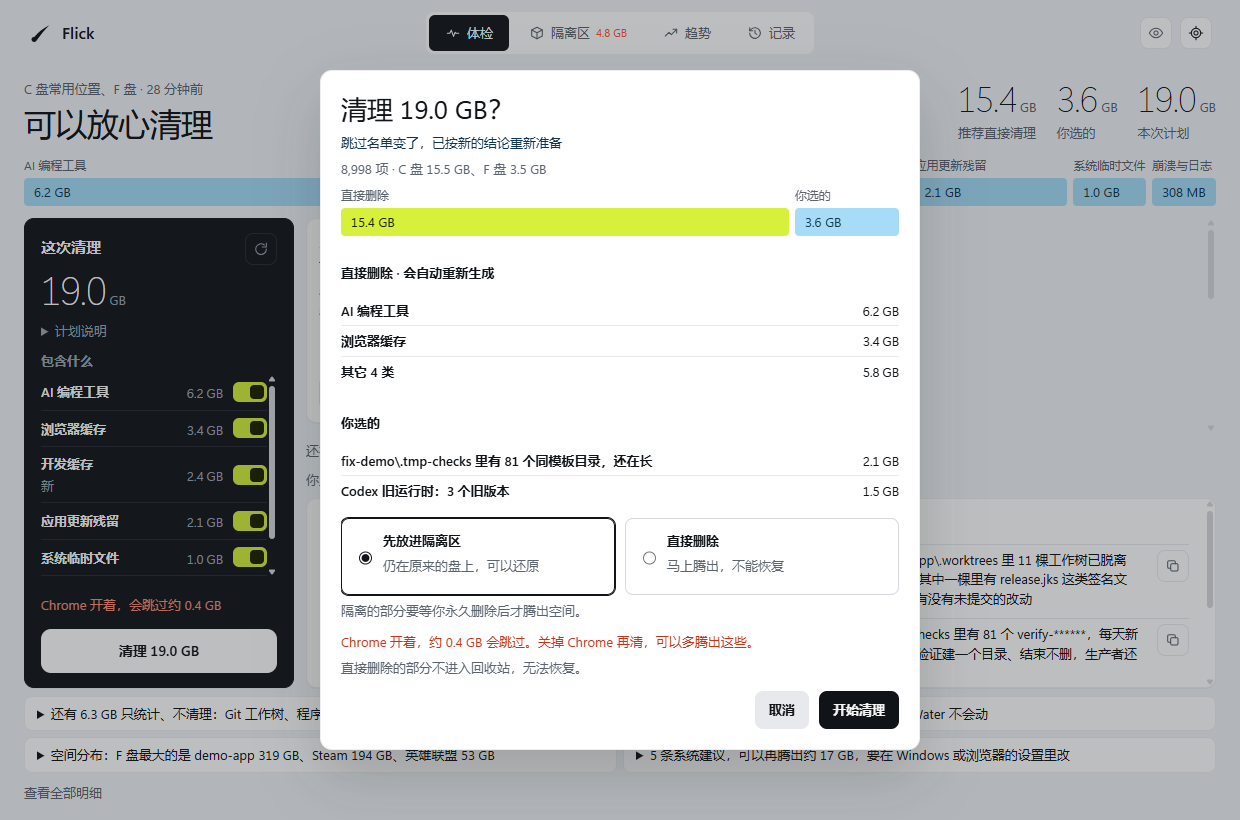 Flick
体检
隔离区 4.8 GB
趋势
记录
C 盘常用位置、F 盘 · 28 分钟前
可以放心清理
15.4 GB
推荐直接清理
3.6 GB
你选的
19.0 GB
本次计划
AI 编程工具
6.2 GB
应用更新残留
2.1 GB
系统临时文件
1.0 GB
崩溃与日志
308 MB
这次清理
19.0 GB
计划说明
包含什么
AI 编程工具 6.2 GB
浏览器缓存 3.4 GB
开发缓存 2.4 GB
新
应用更新残留 2.1 GB
系统临时文件 1.0 GB
Chrome 开着，会跳过约 0.4 GB
清理 19.0 GB
清理 19.0 GB?
跳过名单变了，已按新的结论重新准备
8,998 项 · C 盘 15.5 GB、F 盘 3.5 GB
直接删除
15.4 GB
你选的
3.6 GB
直接删除 · 会自动重新生成
AI 编程工具 6.2 GB
浏览器缓存 3.4 GB
其它 4 类 5.8 GB
你选的
fix-demo\.tmp-checks 里有 81 个同模板目录，还在长 2.1 GB
Codex 旧运行时：3 个旧版本 1.5 GB
先放进隔离区
仍在原来的盘上，可以还原
直接删除
马上腾出，不能恢复
隔离的部分要等你永久删除后才腾出空间。
Chrome 开着，约 0.4 GB 会跳过。关掉 Chrome 再清，可以多腾出这些。
直接删除的部分不进入回收站，无法恢复。
取消
开始清理
还
你
pp\.worktrees 里 11 棵工作树已脱离
其中一棵里有 release.jks 这类签名文
有没有未提交的改动
hecks 里有 81 个 verify-******，每天新
验证建一个目录、结束不删，生产者还
还有 6.3 GB 只统计、不清理：Git 工作树、程序
ater 不会动
空间分布：F 盘最大的是 demo-app 319 GB、Steam 194 GB、英雄联盟 53 GB
5 条系统建议，可以再腾出约 17 GB，要在 Windows 或浏览器的设置里改
查看全部明细